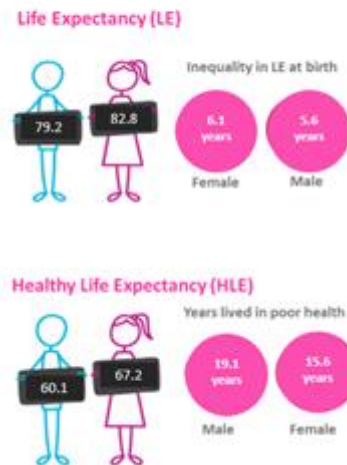 Life Expectancy (LE)
Inequality in LE at birth
79.2
82.8
6.1
years
5.6
years
Female
Male
Healthy Life Expectancy (HLE)
Years lived in poor health
60.1
67.2
19.1
years
15.6
years
Male
Female